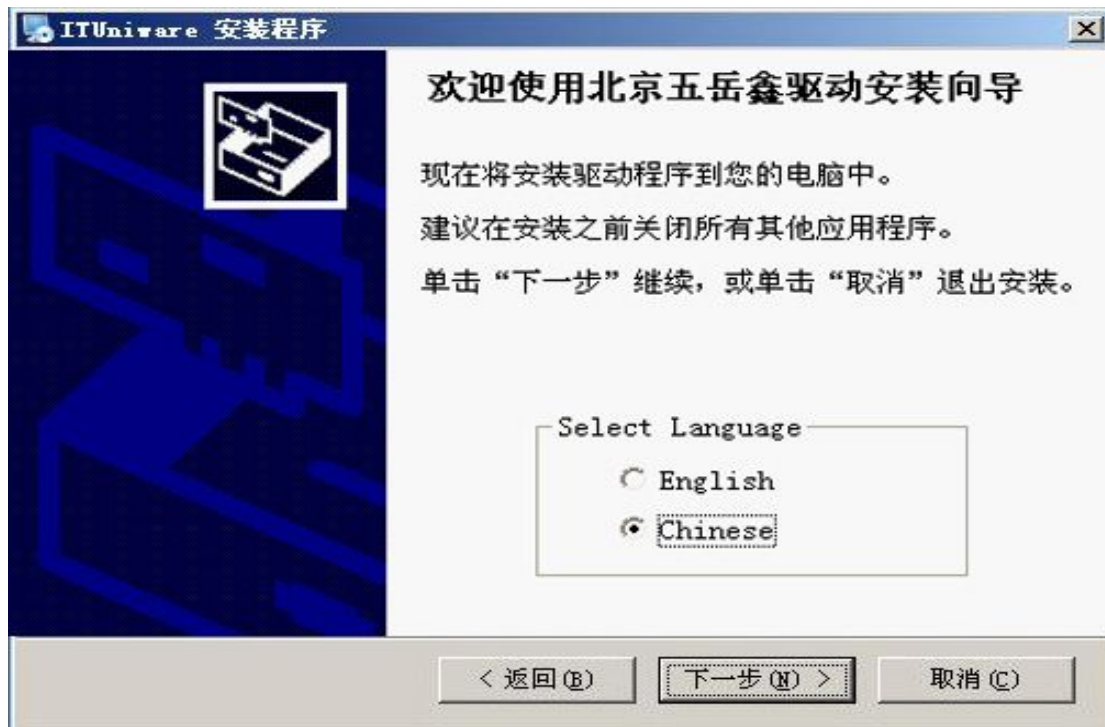 ITUniware 安装程序
欢迎使用北京五岳鑫驱动安装向导
现在将安装驱动程序到您的电脑中。
建议在安装之前关闭所有其他应用程序。
单击“下一步”继续，或单击“取消”退出安装。
Select Language
English
Chinese
< 返回(B)
下一步(N) >
取消(C)